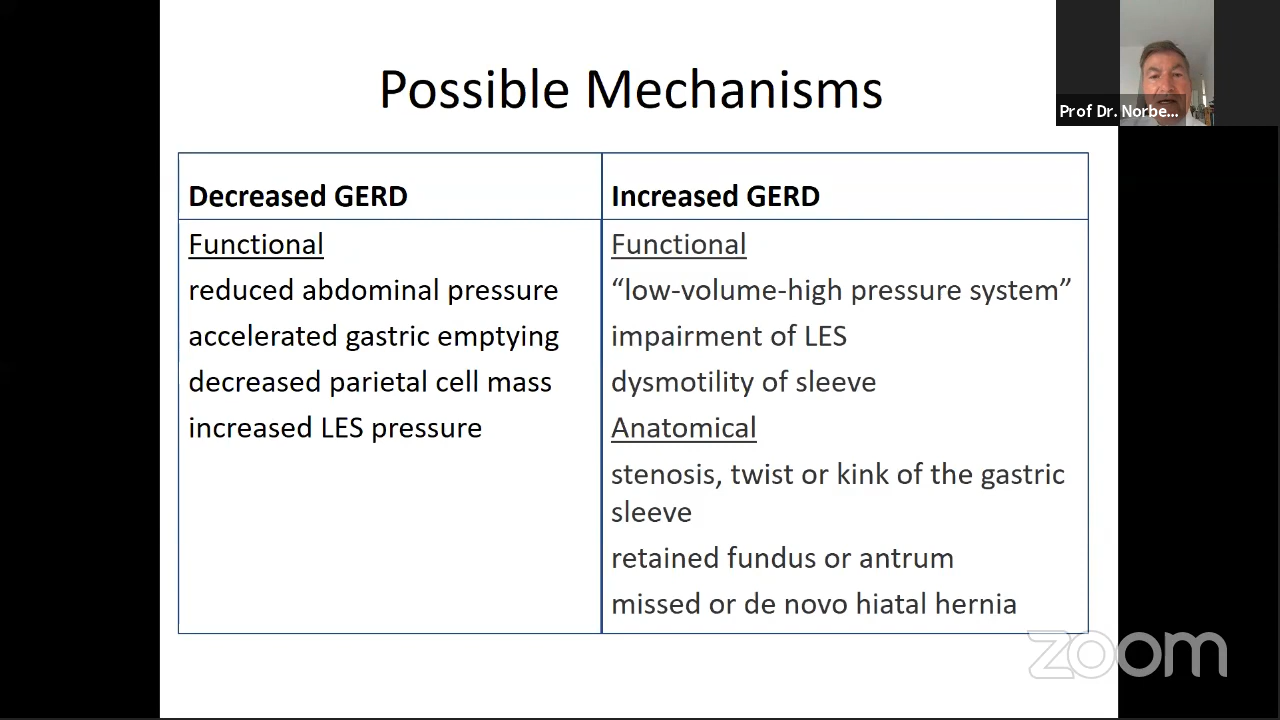 Possible Mechanisms
Prof Dr. Norbe...
Decreased GERD
Functional
reduced abdominal pressure
accelerated gastric emptying
decreased parietal cell mass
increased LES pressure
Increased GERD
Functional
“low-volume-high pressure system”
impairment of LES
dysmotility of sleeve
Anatomical
stenosis, twist or kink of the gastric
sleeve
retained fundus or antrum
missed or de novo hiatal hernia
zoom